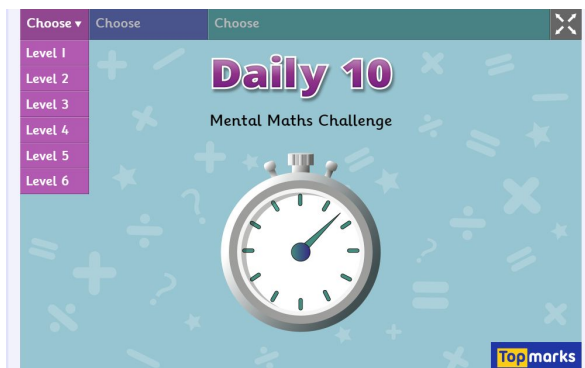 Choose ▾ Choose Choose
Level 1
Level 2
Level 3
Level 4
Level 5
Level 6
Daily 10
Mental Maths Challenge
Topmarks